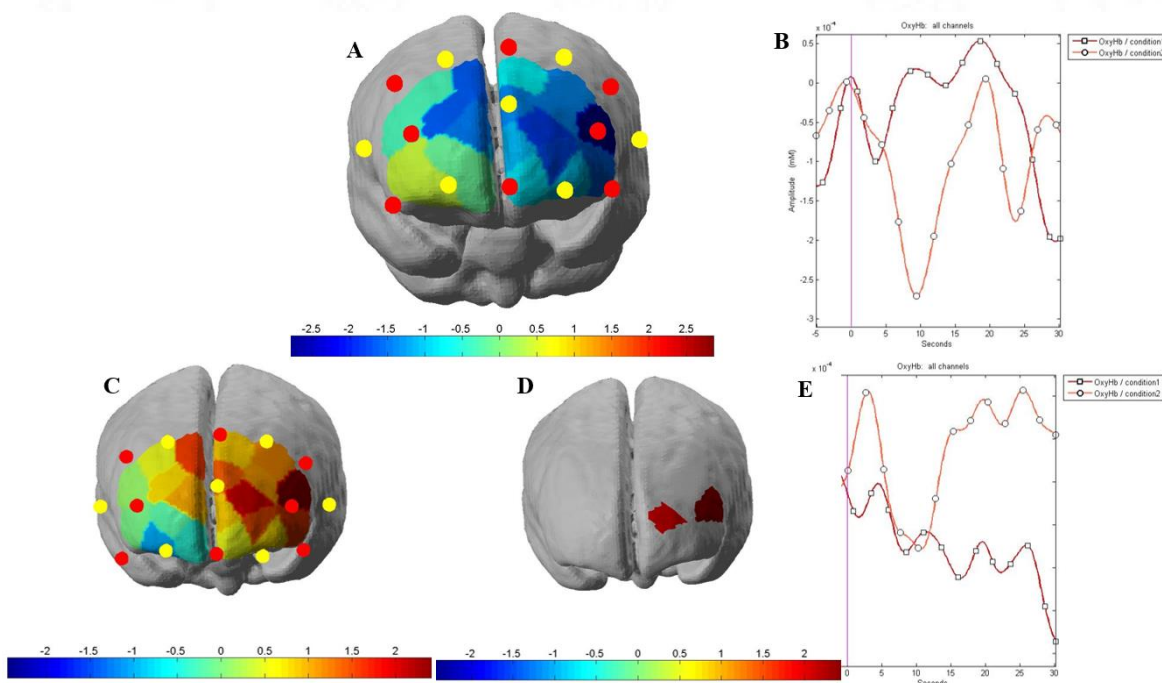 A
B
OxyHb: all channels
x 10⁻⁴
OxyHb / condition1
OxyHb / condition2
0.5
0
-0.5
-1
-1.5
-2
-2.5
-3
Amplitude (mM)
-5 0 5 10 15 20 25 30
Seconds
-2.5 -2 -1.5 -1 -0.5 0 0.5 1 1.5 2 2.5
C
D
E
OxyHb: all channels
OxyHb / condition1
OxyHb / condition2
0 5 10 15 20 25 30
Seconds
-2 -1.5 -1 -0.5 0 0.5 1 1.5 2
-2 -1.5 -1 -0.5 0 0.5 1 1.5 2